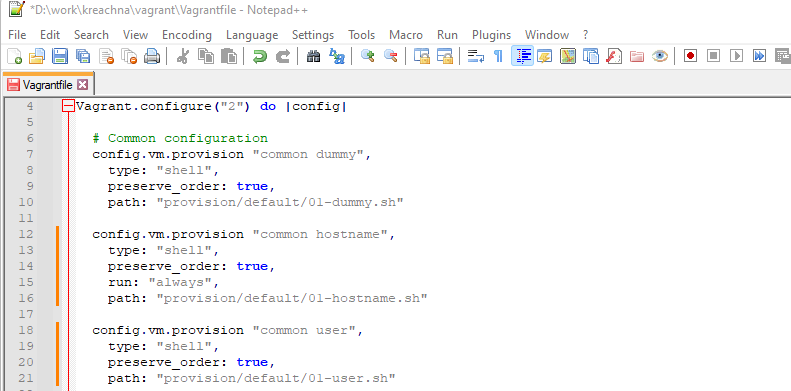 *D:\work\kreachna\vagrant\Vagrantfile - Notepad++
File Edit Search View Encoding Language Settings Tools Macro Run Plugins Window ?
Vagrantfile
4 Vagrant.configure("2") do |config|
5
6 # Common configuration
7 config.vm.provision "common dummy",
8 type: "shell",
9 preserve_order: true,
10 path: "provision/default/01-dummy.sh"
11
12 config.vm.provision "common hostname",
13 type: "shell",
14 preserve_order: true,
15 run: "always",
16 path: "provision/default/01-hostname.sh"
17
18 config.vm.provision "common user",
19 type: "shell",
20 preserve_order: true,
21 path: "provision/default/01-user.sh"